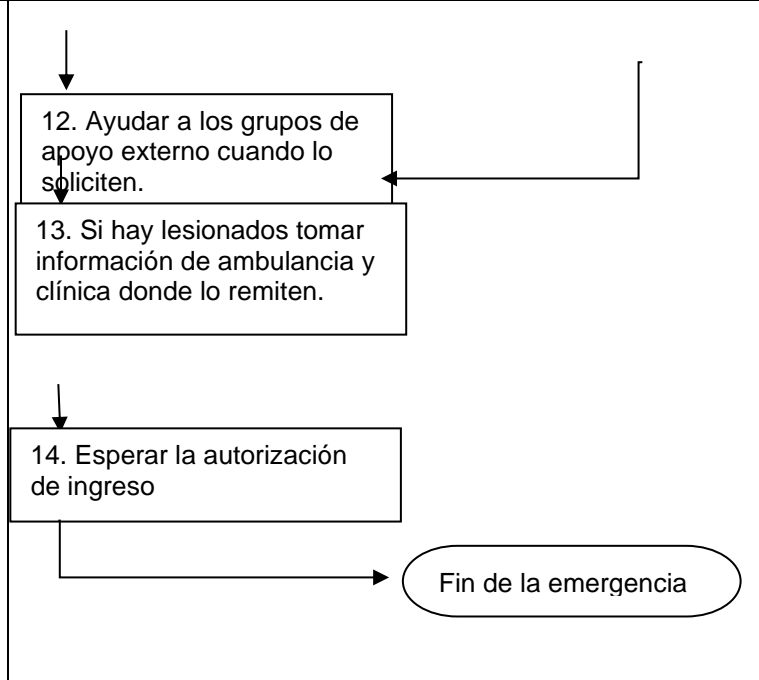 12. Ayudar a los grupos de
apoyo externo cuando lo
soliciten.
13. Si hay lesionados tomar
información de ambulancia y
clínica donde lo remiten.
14. Esperar la autorización
de ingreso
Fin de la emergencia